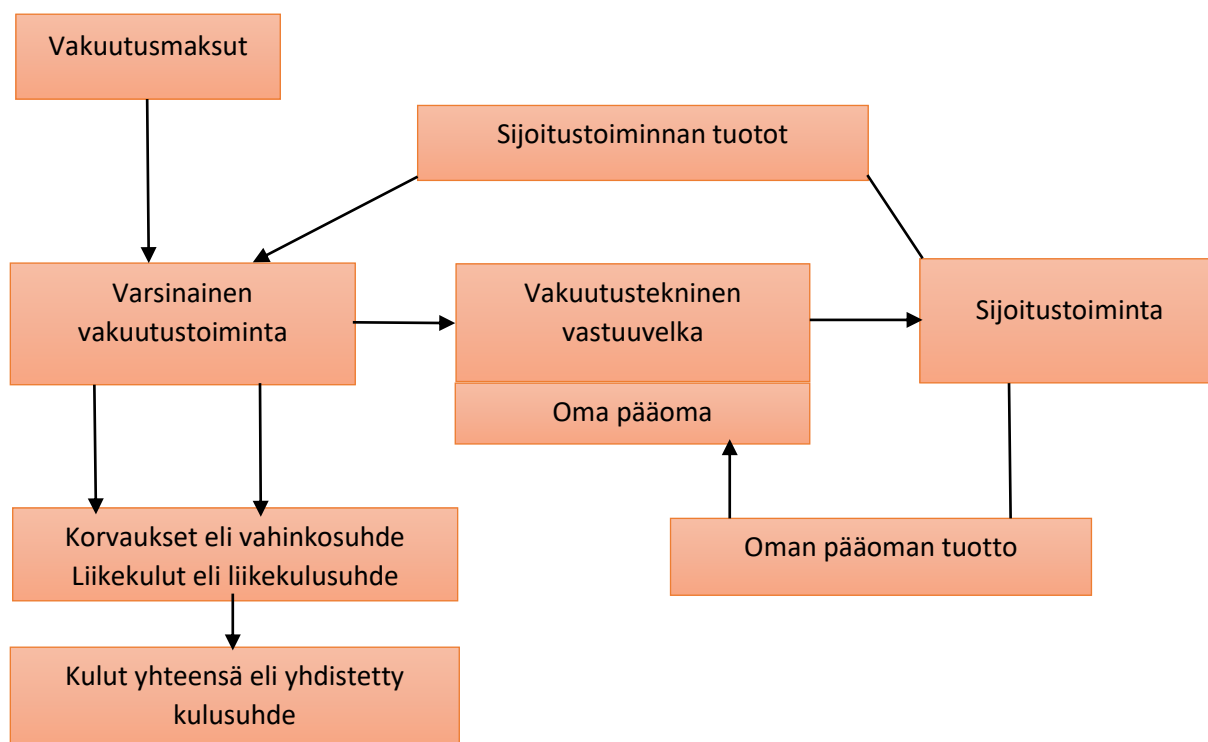 Vakuutusmaksut
Sijoitustoiminnan tuotot
Varsinainen
vakuutustoiminta
Vakuutustekninen
vastuuvelka
Sijoitustoiminta
Oma pääoma
Korvaukset eli vahinkosuhde
Liikekulut eli liikekulusuhde
Oman pääoman tuotto
Kulut yhteensä eli yhdistetty
kulusuhde